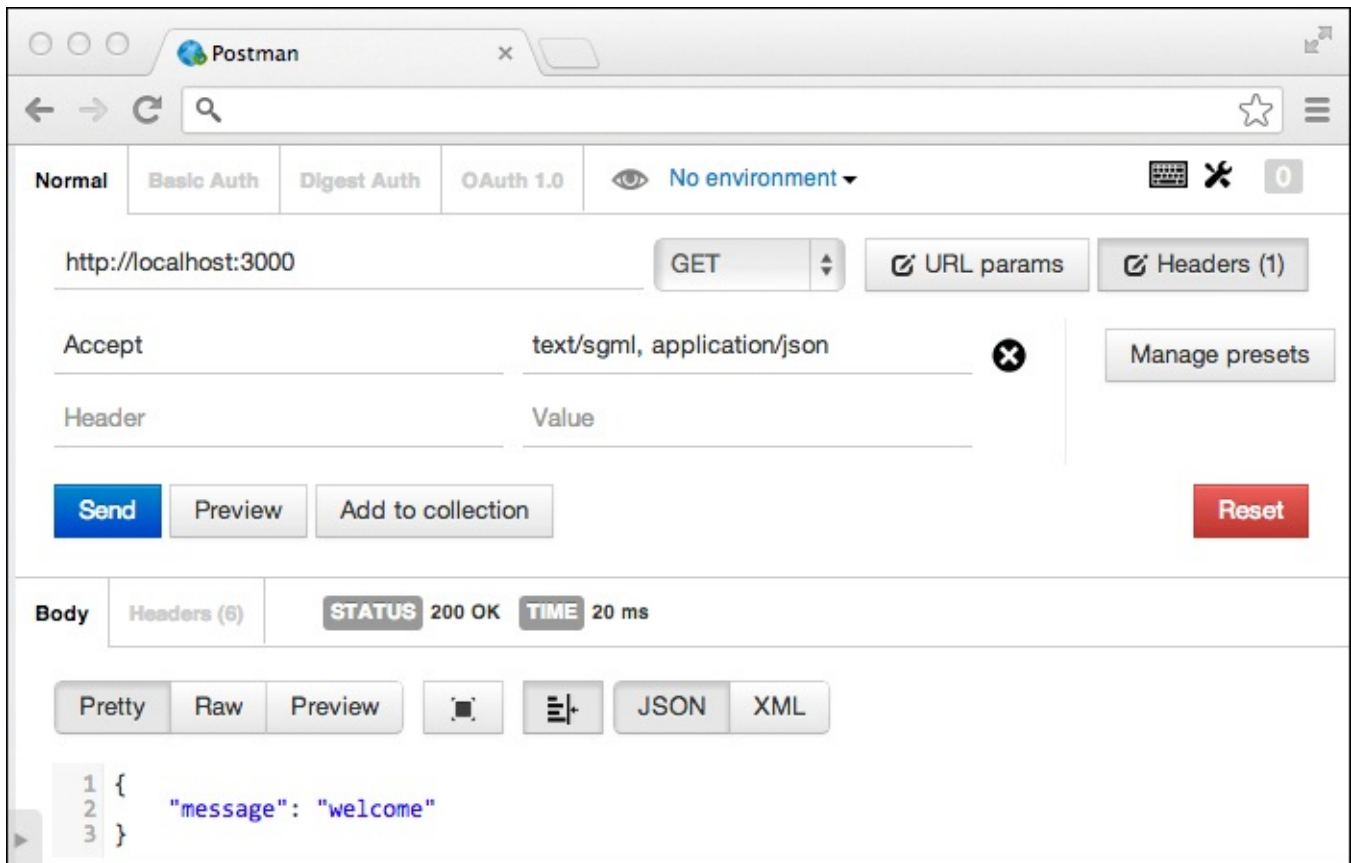 Postman
Normal Basic Auth Digest Auth OAuth 1.0 No environment 0
http://localhost:3000 GET URL params Headers (1)
Accept text/sgml, application/json Manage presets
Header Value
Send Preview Add to collection Reset
Body Headers (6) STATUS 200 OK TIME 20 ms
Pretty Raw Preview JSON XML
1 {
2 "message": "welcome"
3 }